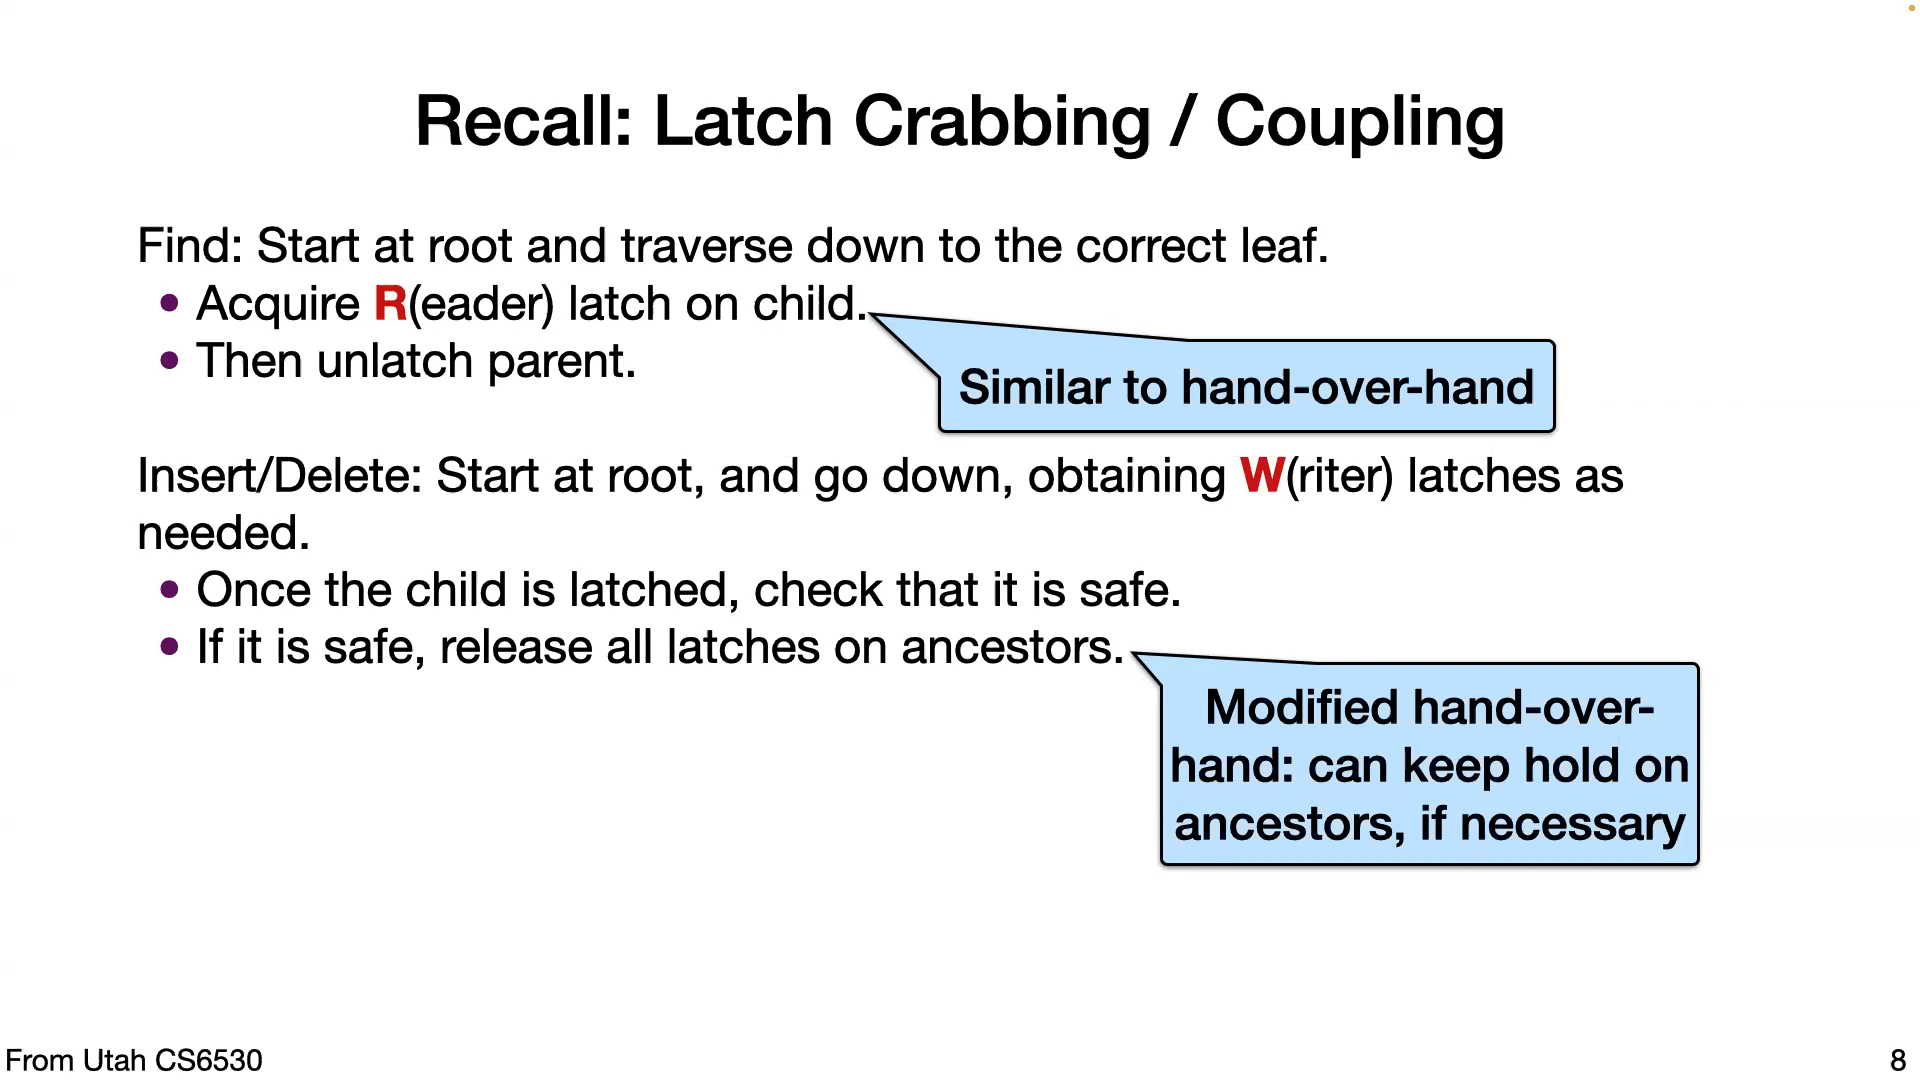 Recall: Latch Crabbing / Coupling
Find: Start at root and traverse down to the correct leaf.
• Acquire R(eader) latch on child.
• Then unlatch parent.
Similar to hand-over-hand
Insert/Delete: Start at root, and go down, obtaining W(riter) latches as
needed.
• Once the child is latched, check that it is safe.
• If it is safe, release all latches on ancestors.
Modified hand-over-
hand: can keep hold on
ancestors, if necessary
From Utah CS6530
8